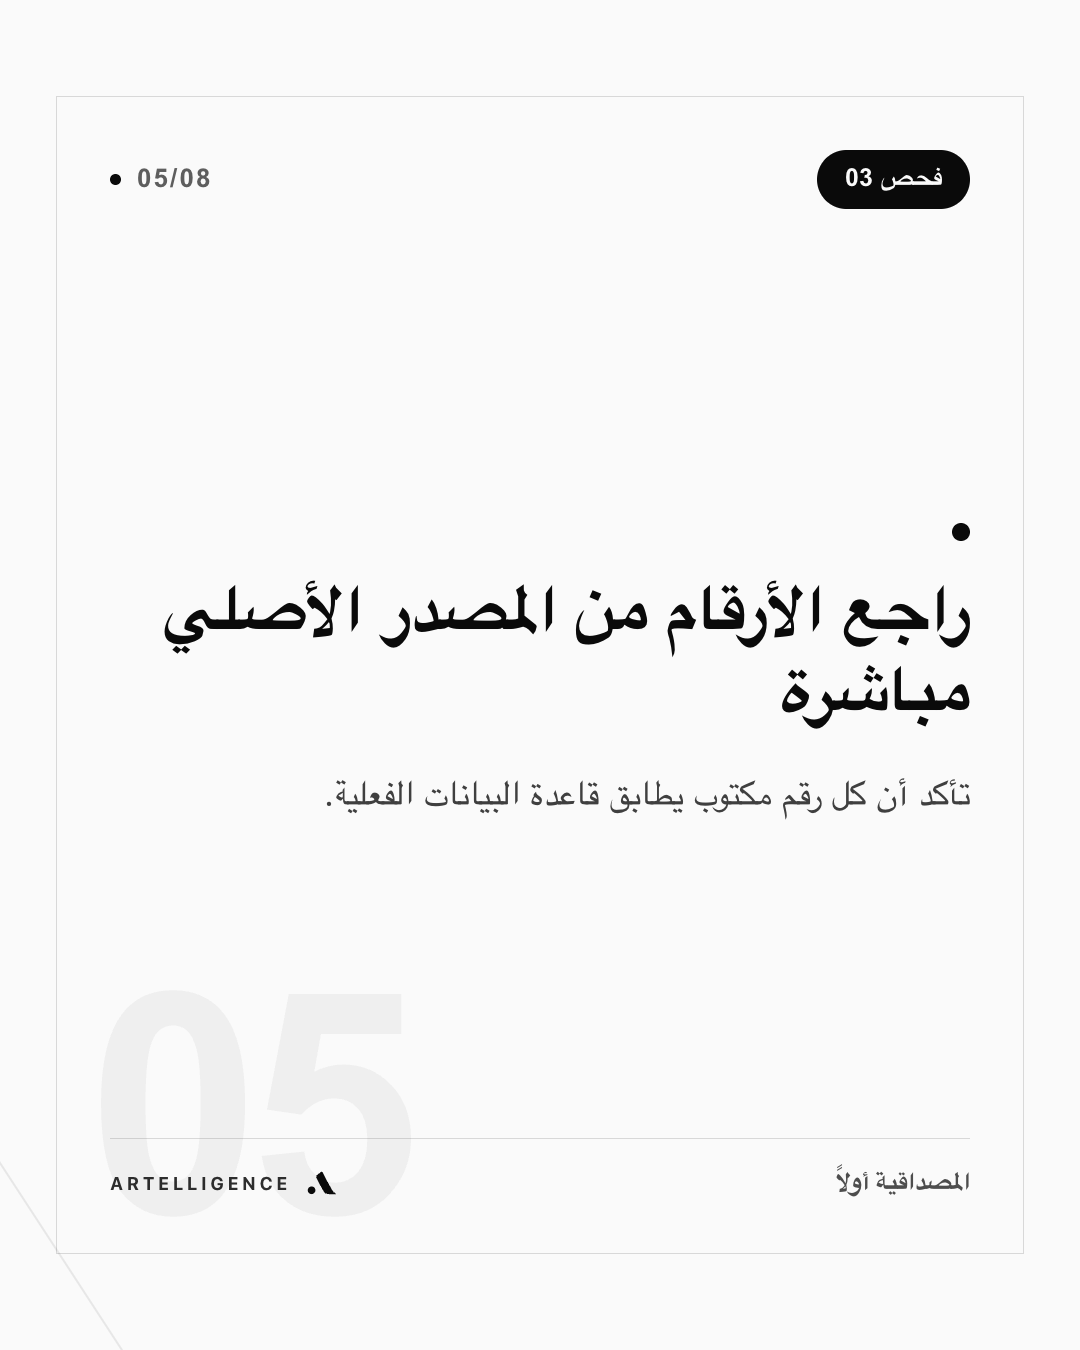 فحص 03
05/08
راجع الأرقام من المصدر الأصلي
مباشرة
تأكد أن كل رقم مكتوب يطابق قاعدة البيانات الفعلية.
05
المصداقية أولاً
ARTELLIGENCE